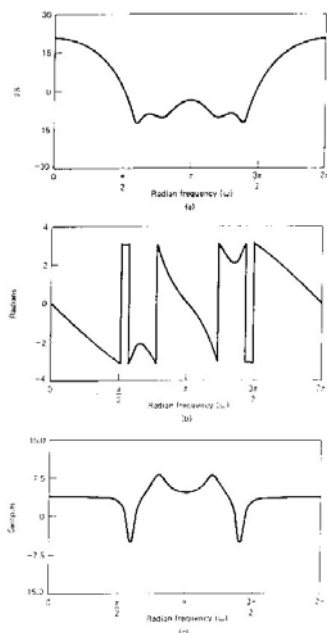 30
15
0
15
-30
dB
0 π/2 π 3π/2 2π
Radian frequency (ω)
(a)
4
2
0
-2
-4
Radians
0 π/2 π 3π/2 2π
Radian frequency (ω)
(b)
15.0
7.5
0
-7.5
15.0
Samples
0 π/2 π 3π/2 2π
Radian frequency (ω)
(c)